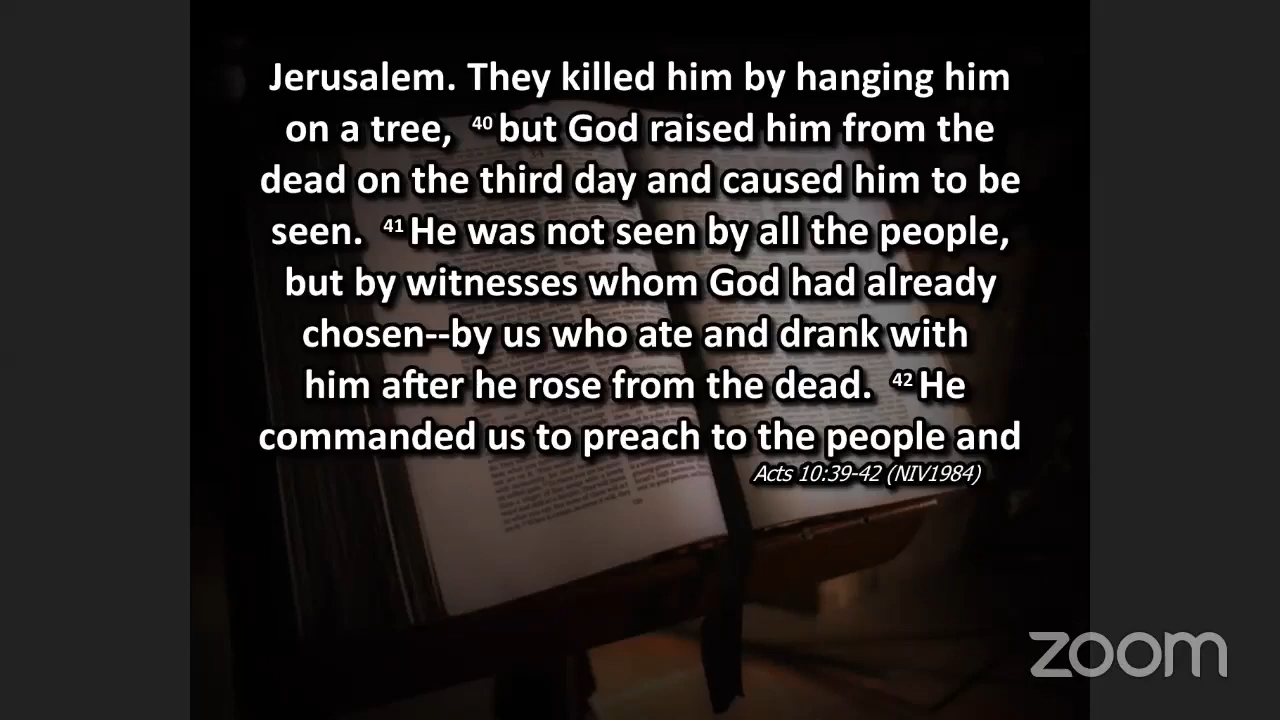 Jerusalem. They killed him by hanging him
on a tree, 40 but God raised him from the
dead on the third day and caused him to be
seen. 41 He was not seen by all the people,
but by witnesses whom God had already
chosen--by us who ate and drank with
him after he rose from the dead. 42 He
commanded us to preach to the people and
Acts 10:39-42 (NIV1984)
zoom